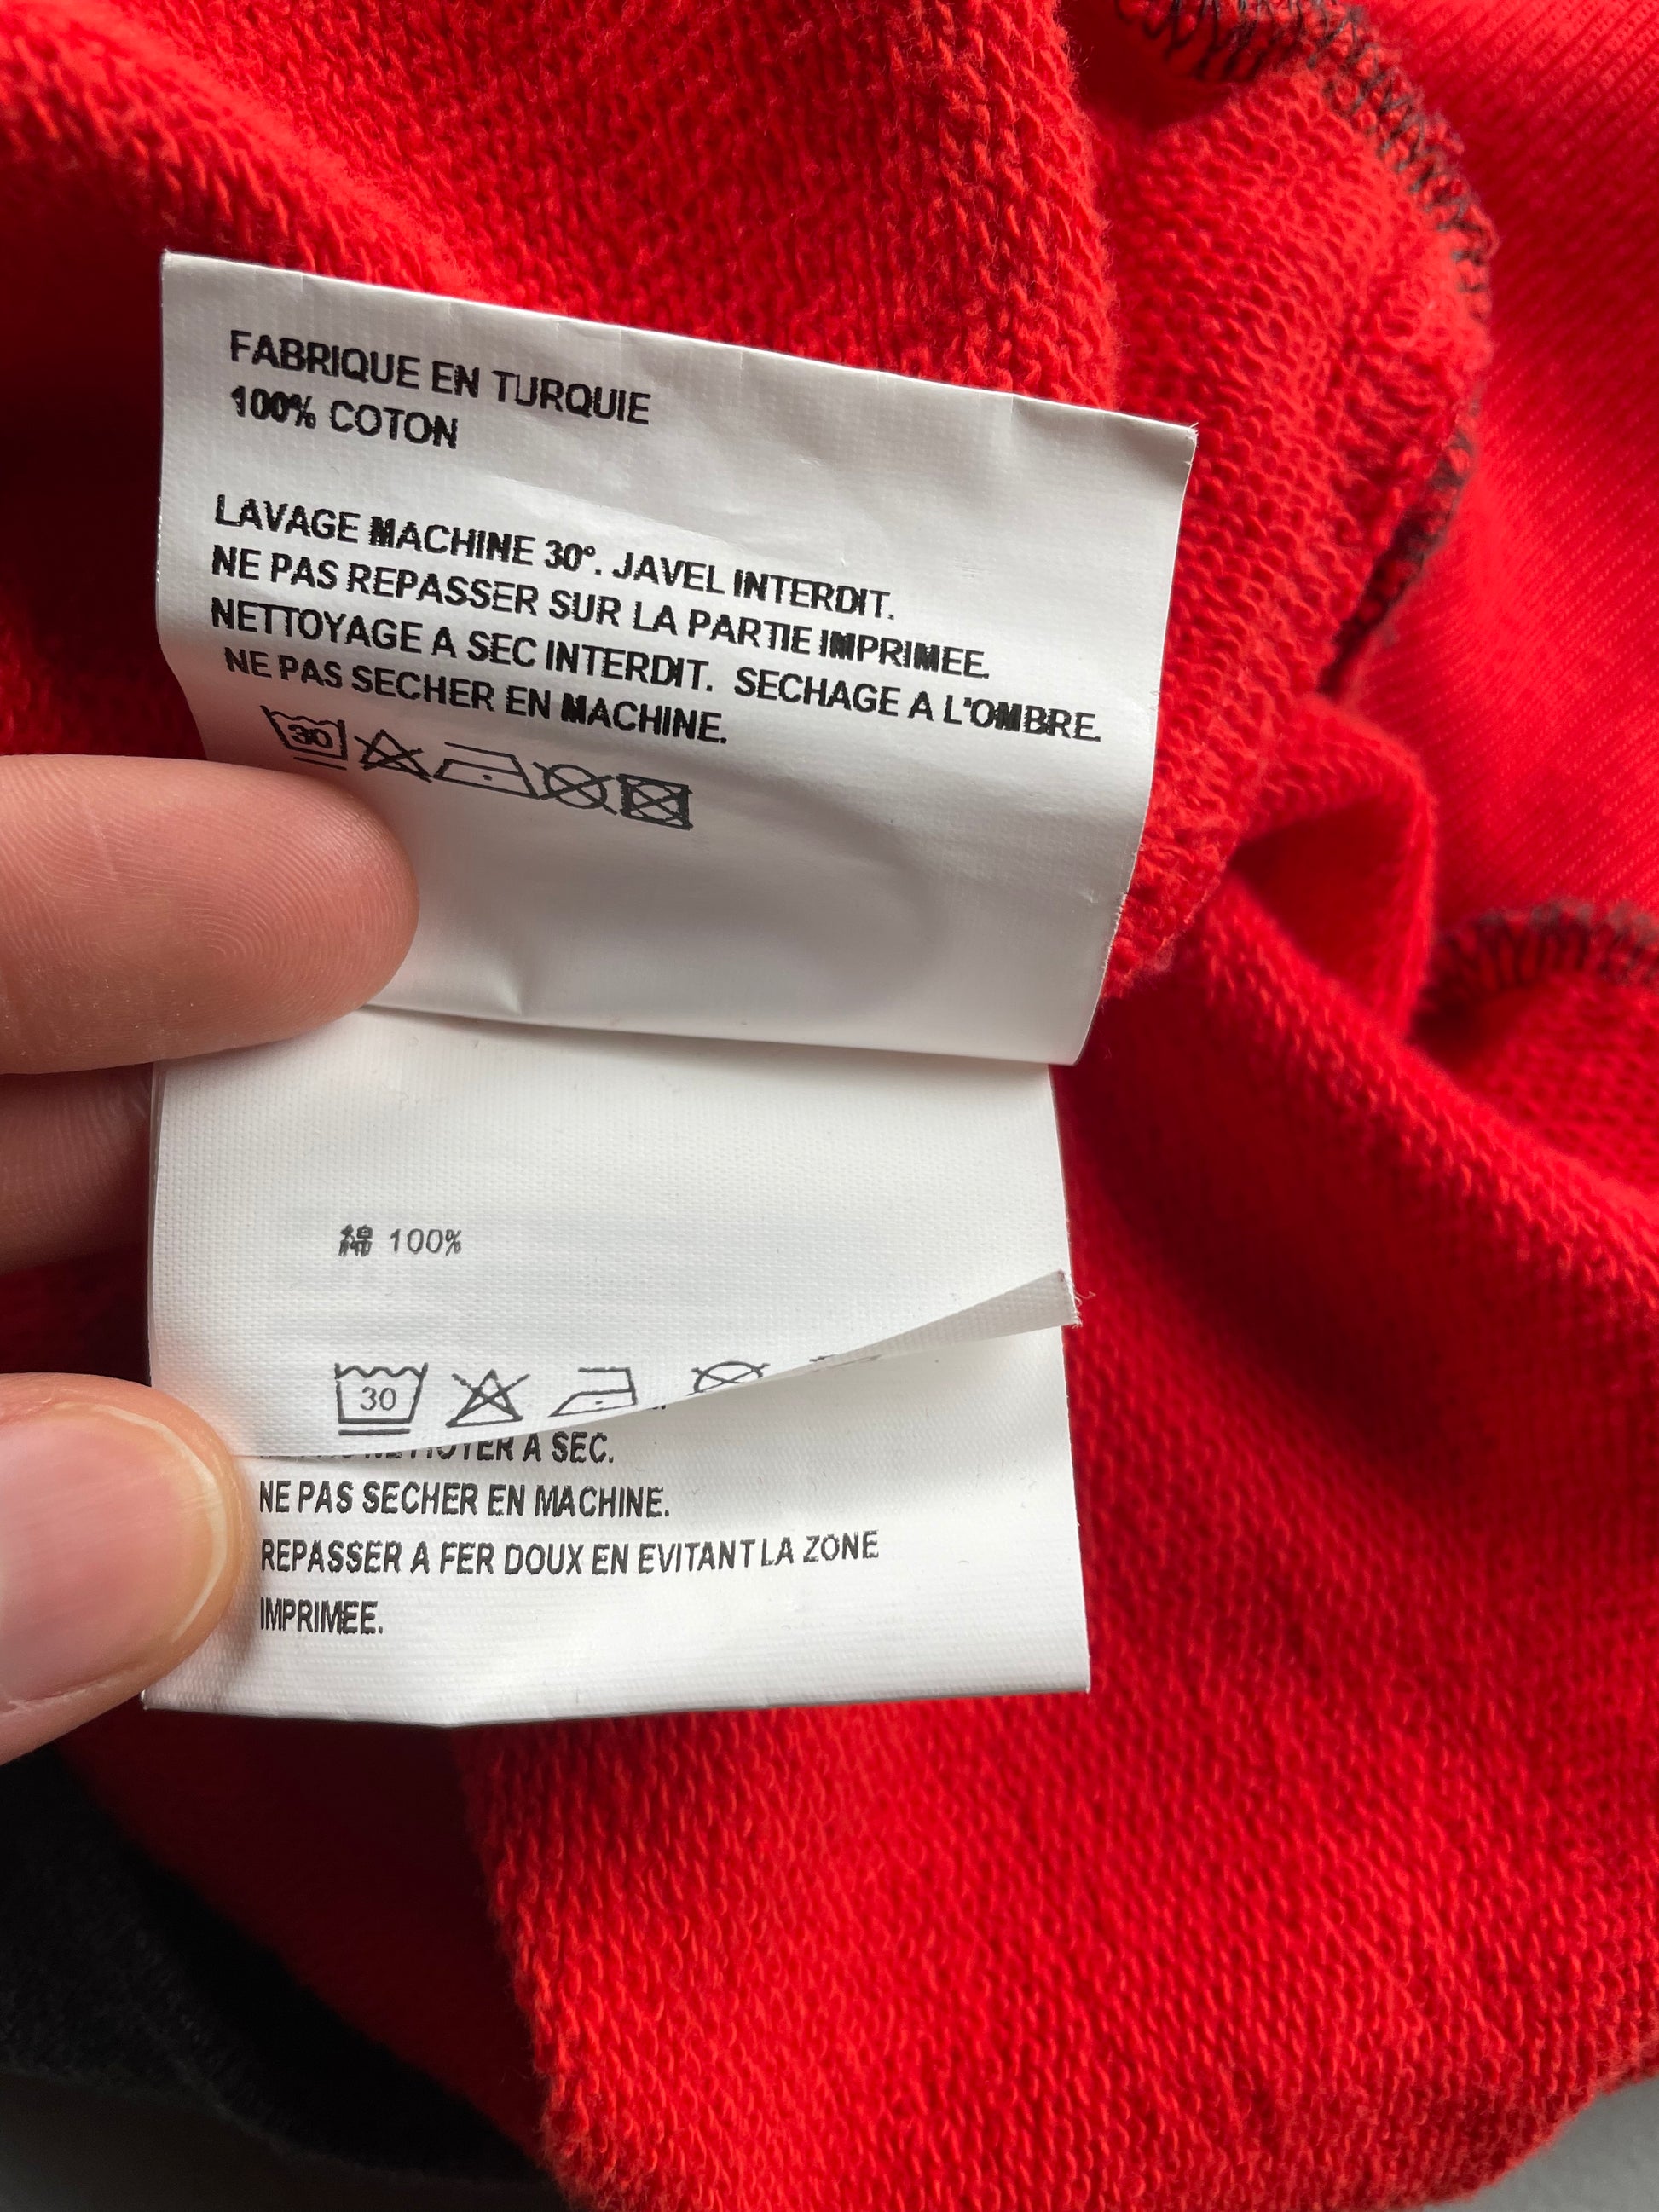 FABRIQUE EN TURQUIE
100% COTON
LAVAGE MACHINE 30°. JAVEL INTERDIT.
NE PAS REPASSER SUR LA PARTIE IMPRIMEE.
NETTOYAGE A SEC INTERDIT. SECHAGE A L'OMBRE.
NE PAS SECHER EN MACHINE.
30
綿 100%
30
A SEC.
NE PAS SECHER EN MACHINE.
REPASSER A FER DOUX EN EVITANT LA ZONE
IMPRIMEE.